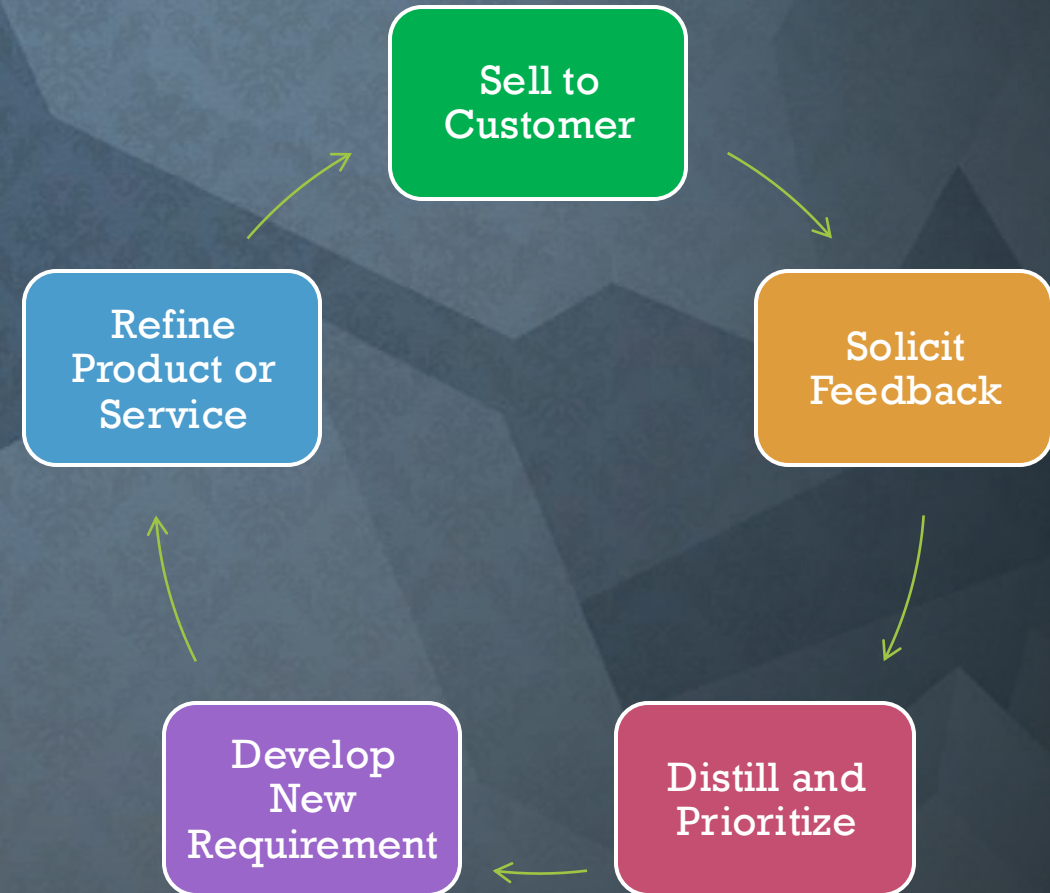 Sell to
Customer
Solicit
Feedback
Distill and
Prioritize
Develop
New
Requirement
Refine
Product or
Service